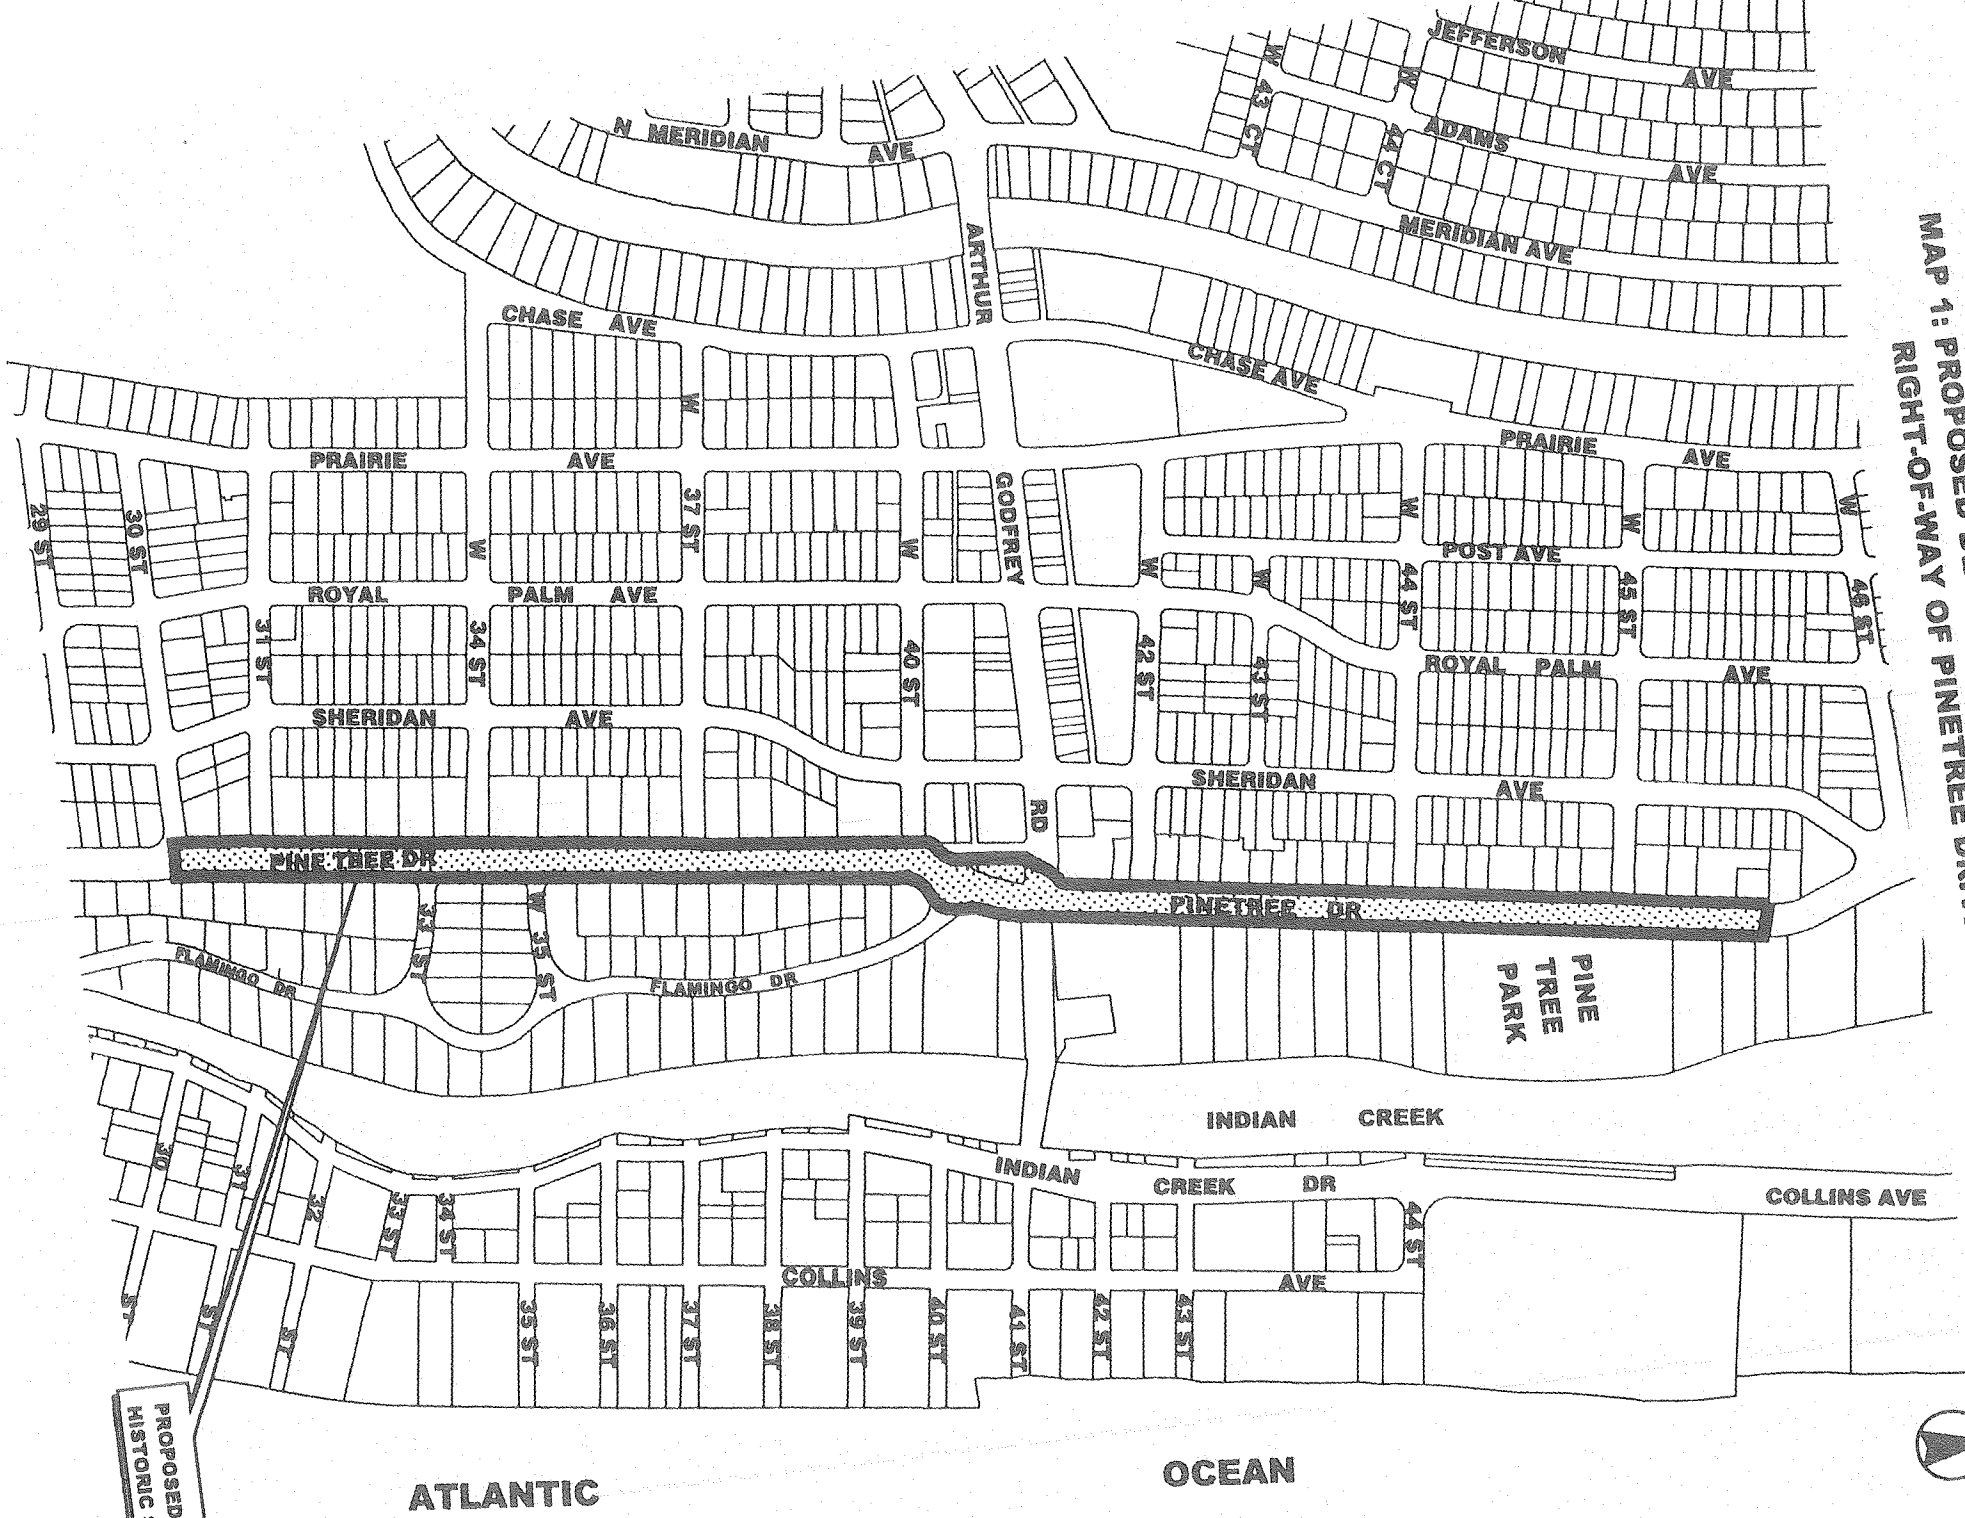 JEFFERSON AVE
W 43 CT
W 44 CT
ADAMS AVE
N MERIDIAN AVE
MERIDIAN AVE
ARTHUR GODFREY RD
CHASE AVE
CHASE AVE
PRAIRIE AVE
PRAIRIE AVE
29 ST
30 ST
31 ST
W 34 ST
W 37 ST
W 40 ST
W 42 ST
W 43 ST
W 44 ST
W 45 ST
W 46 ST
POST AVE
ROYAL PALM AVE
ROYAL PALM AVE
SHERIDAN AVE
SHERIDAN AVE
PINE TREE DR
PINETREE DR
33 ST
W 35 ST
FLAMINGO DR
FLAMINGO DR
PINE
TREE
PARK
INDIAN CREEK
INDIAN CREEK DR
COLLINS AVE
30 ST
31 ST
32 ST
33 ST
34 ST
44 ST
COLLINS AVE
35 ST
36 ST
37 ST
38 ST
39 ST
40 ST
41 ST
42 ST
43 ST
ATLANTIC OCEAN
PROPOSED
HISTORIC
MAP 1: PROPOSED
RIGHT-OF-WAY OF PINETREE